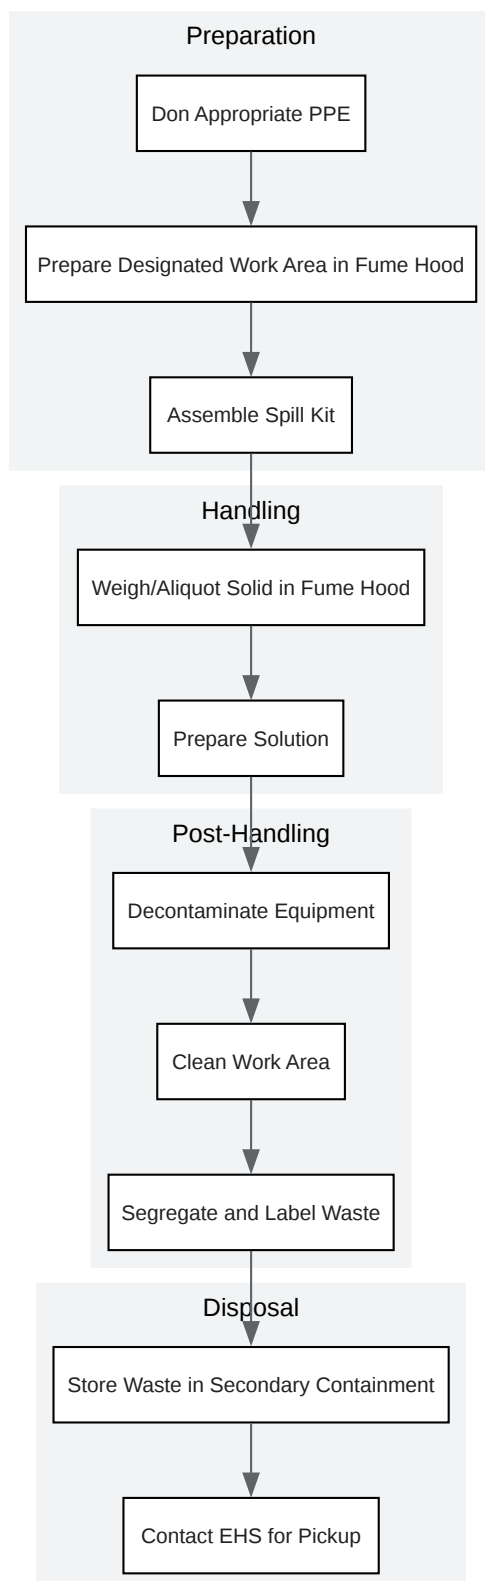 Preparation
Don Appropriate PPE
Prepare Designated Work Area in Fume Hood
Assemble Spill Kit
Handling
Weigh/Aliquot Solid in Fume Hood
Prepare Solution
Post-Handling
Decontaminate Equipment
Clean Work Area
Segregate and Label Waste
Disposal
Store Waste in Secondary Containment
Contact EHS for Pickup